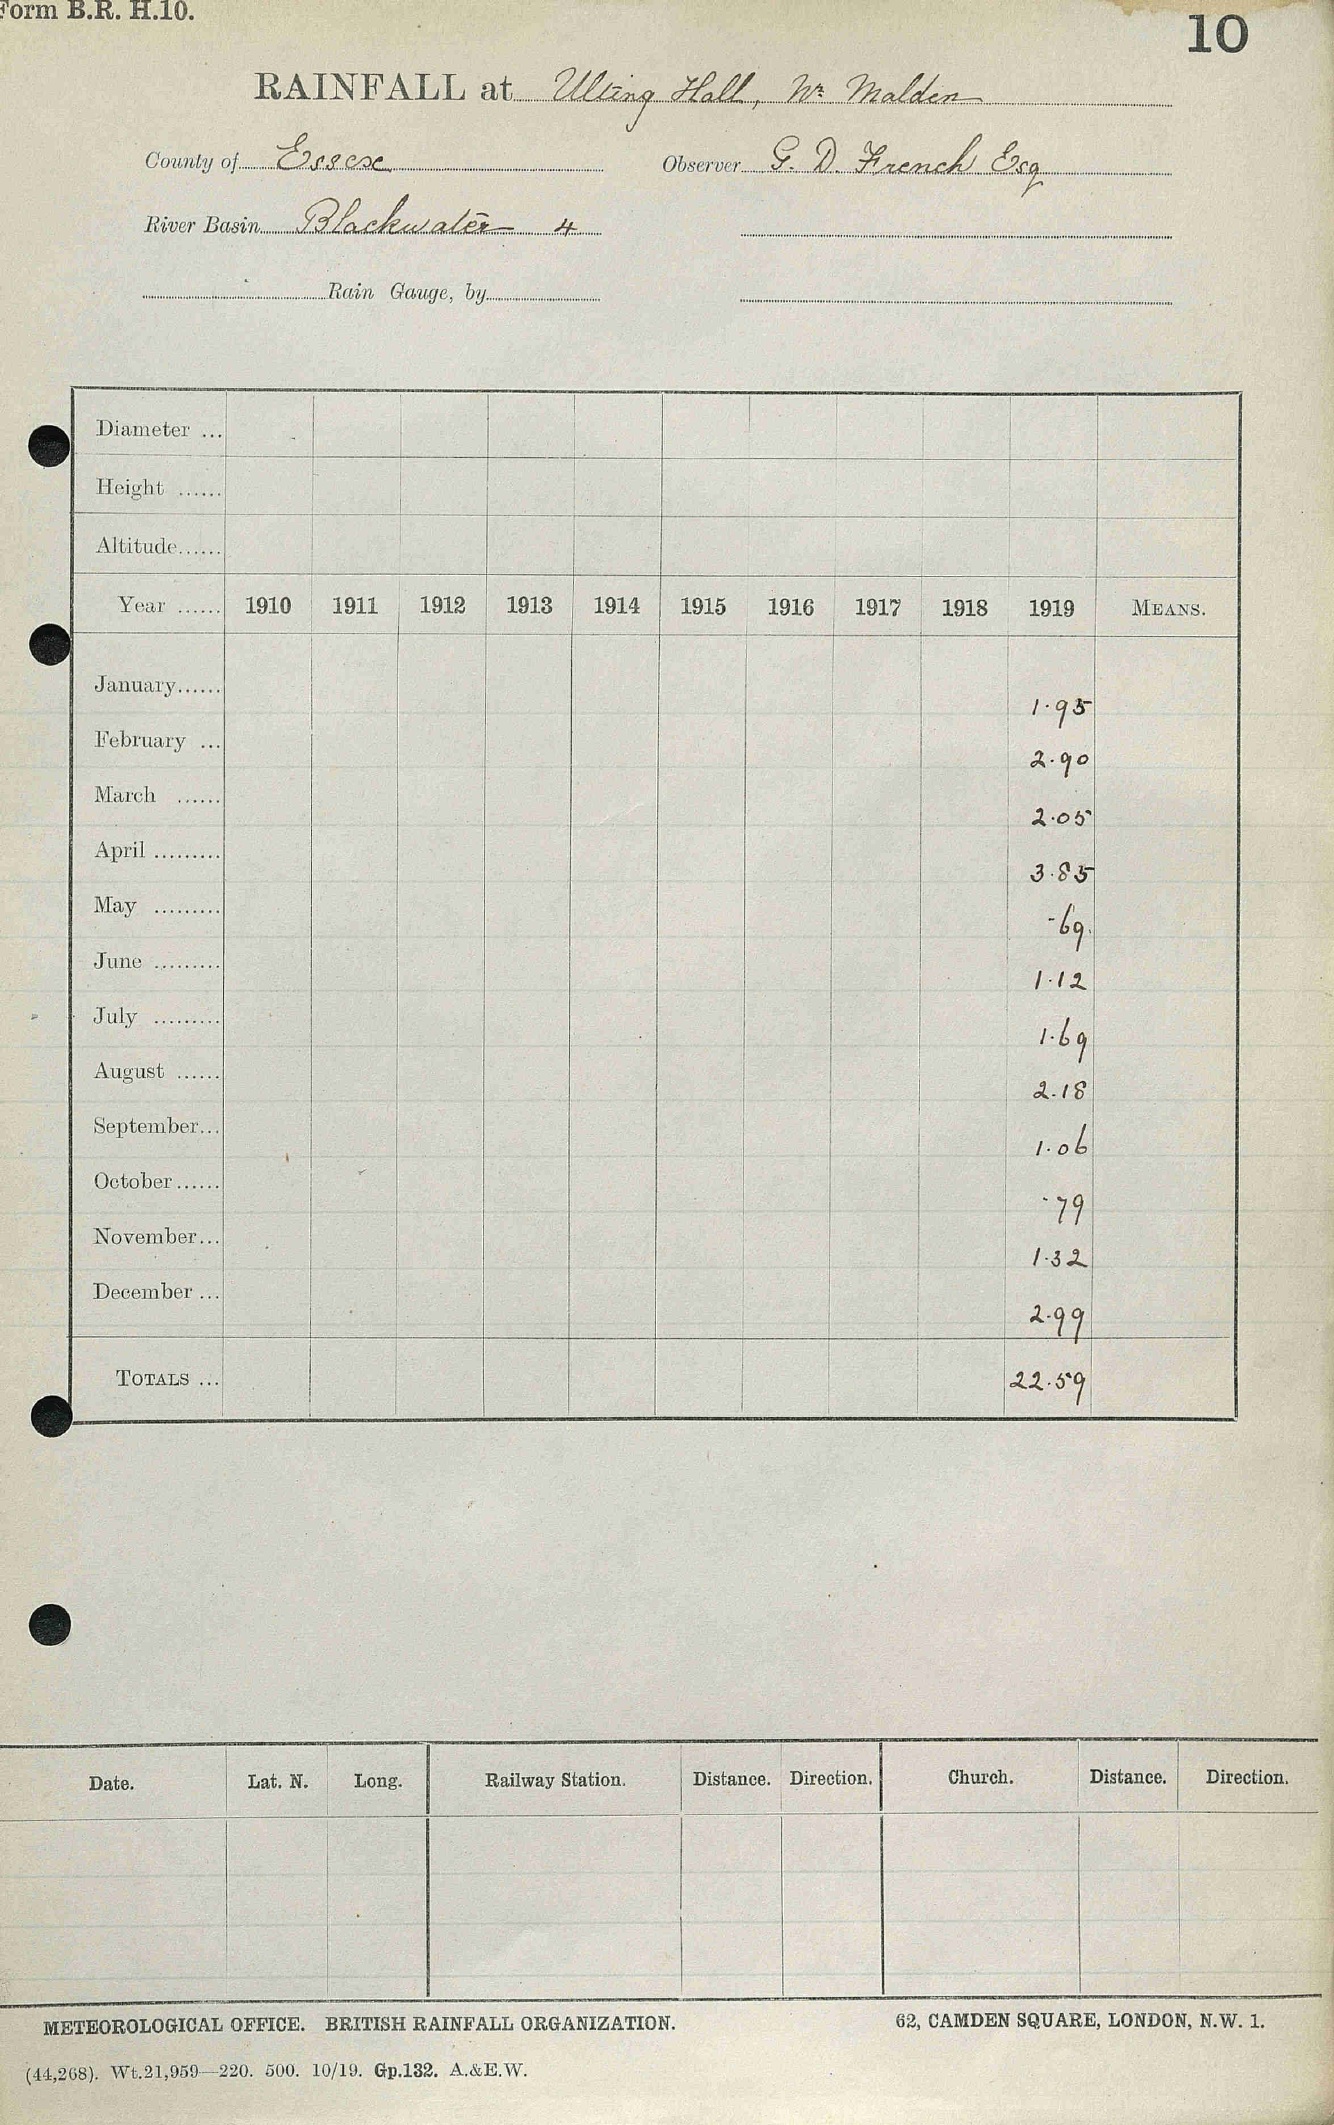 Form B.R. H.10.
10
RAINFALL at Ulting Hall, Nr Malden
County of Essex Observer G. D. French Esq
River Basin Blackwater 4
Rain Gauge, by
Diameter ...
Height ......
Altitude......
Year ...... 1910 1911 1912 1913 1914 1915 1916 1917 1918 1919 MEANS.
January...... 1.95
February ... 2.90
March ...... 2.05
April ......... 3.85
May ......... .69
June ......... 1.12
July ......... 1.69
August ...... 2.18
September... 1.06
October...... .79
November... 1.32
December ... 2.99
TOTALS ... 22.59
Date. Lat. N. Long. Railway Station. Distance. Direction. Church. Distance. Direction.
METEOROLOGICAL OFFICE. BRITISH RAINFALL ORGANIZATION. 62, CAMDEN SQUARE, LONDON, N.W. 1.
(44,268). Wt.21,959—220. 500. 10/19. Gp.132. A.&E.W.